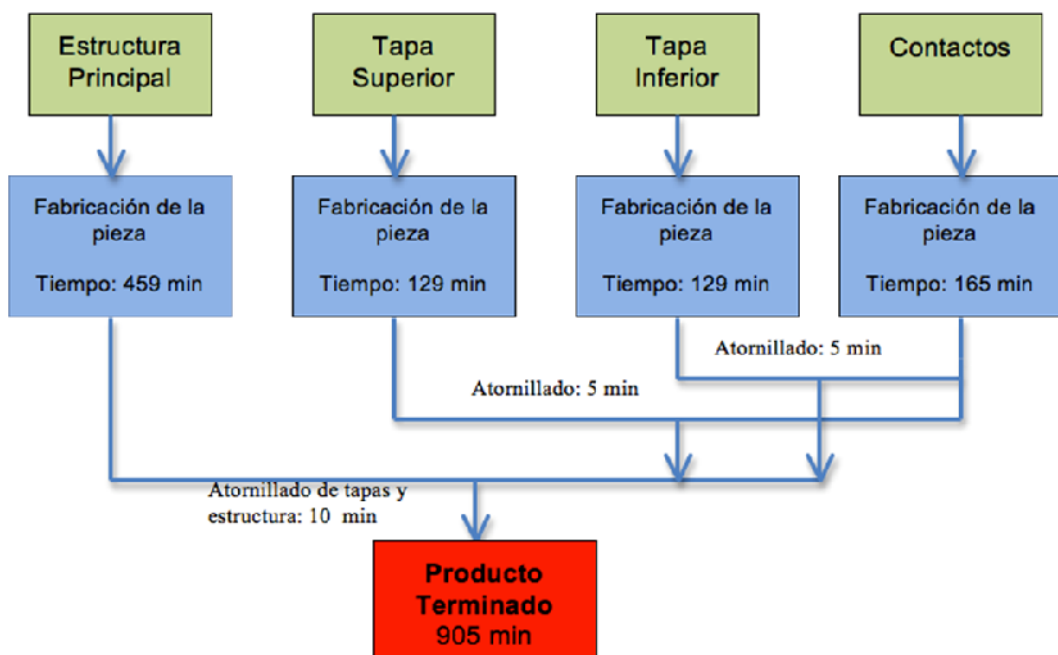 Estructura
Principal
Tapa
Superior
Tapa
Inferior
Contactos
Fabricación de la
pieza
Tiempo: 459 min
Fabricación de la
pieza
Tiempo: 129 min
Fabricación de la
pieza
Tiempo: 129 min
Fabricación de la
pieza
Tiempo: 165 min
Atornillado: 5 min
Atornillado: 5 min
Atornillado de tapas y
estructura: 10 min
Producto
Terminado
905 min